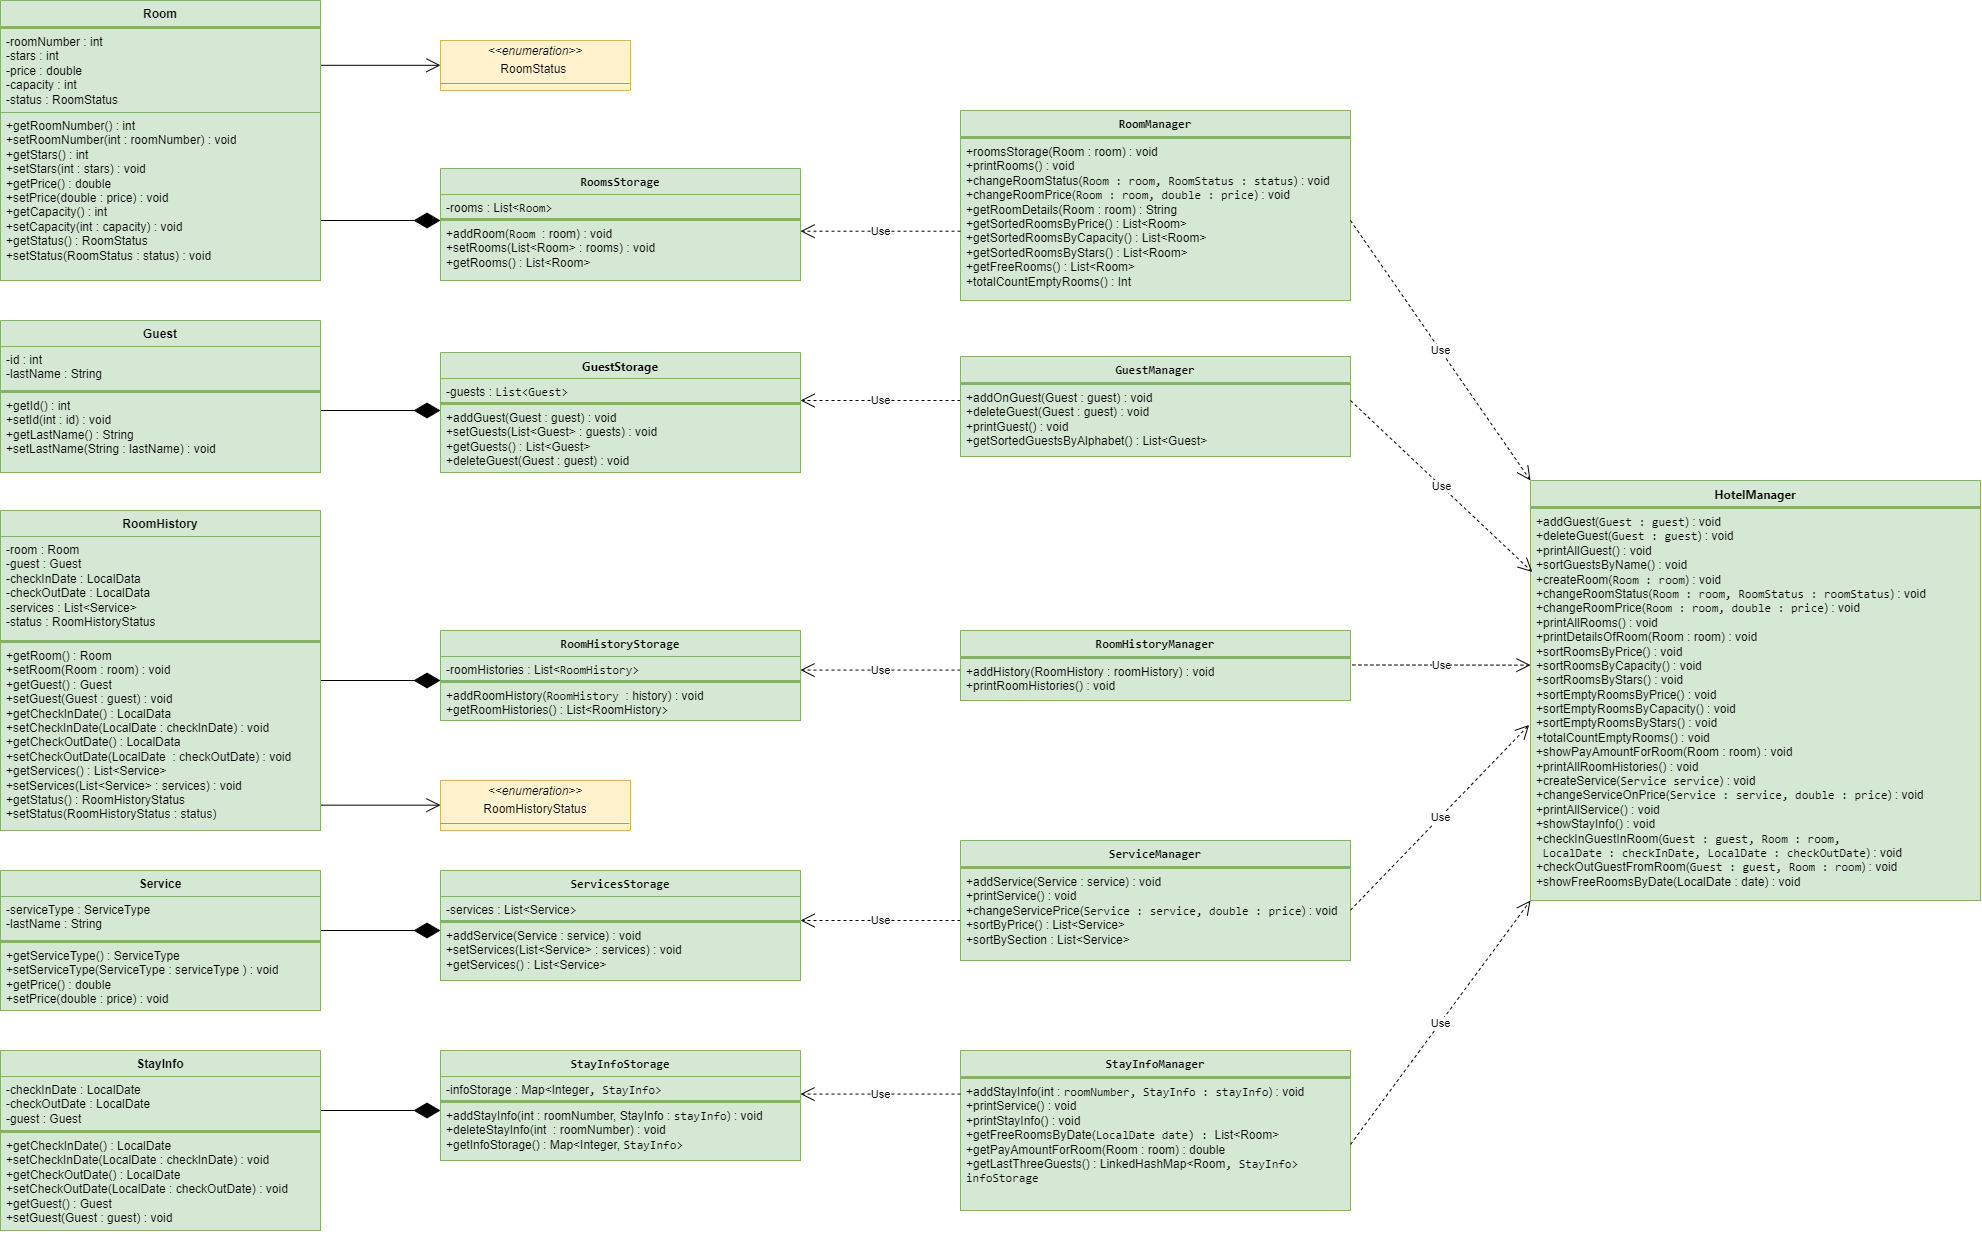 Room
-roomNumber : int
-stars : int
-price : double
-capacity : int
-status : RoomStatus
+getRoomNumber() : int
+setRoomNumber(int : roomNumber) : void
+getStars() : int
+setStars(int : stars) : void
+getPrice() : double
+setPrice(double : price) : void
+getCapacity() : int
+setCapacity(int : capacity) : void
+getStatus() : RoomStatus
+setStatus(RoomStatus : status) : void
<<enumeration>>
RoomStatus
RoomsStorage
-rooms : List<Room>
+addRoom(Room : room) : void
+setRooms(List<Room> : rooms) : void
+getRooms() : List<Room>
Use
RoomManager
+roomsStorage(Room : room) : void
+printRooms() : void
+changeRoomStatus(Room : room, RoomStatus : status) : void
+changeRoomPrice(Room : room, double : price) : void
+getRoomDetails(Room : room) : String
+getSortedRoomsByPrice() : List<Room>
+getSortedRoomsByCapacity() : List<Room>
+getSortedRoomsByStars() : List<Room>
+getFreeRooms() : List<Room>
+totalCountEmptyRooms() : Int
Use
Guest
-id : int
-lastName : String
+getId() : int
+setId(int : id) : void
+getLastName() : String
+setLastName(String : lastName) : void
GuestStorage
-guests : List<Guest>
+addGuest(Guest : guest) : void
+setGuests(List<Guest> : guests) : void
+getGuests() : List<Guest>
+deleteGuest(Guest : guest) : void
Use
GuestManager
+addOnGuest(Guest : guest) : void
+deleteGuest(Guest : guest) : void
+printGuest() : void
+getSortedGuestsByAlphabet() : List<Guest>
Use
RoomHistory
-room : Room
-guest : Guest
-checkInDate : LocalData
-checkOutDate : LocalData
-services : List<Service>
-status : RoomHistoryStatus
+getRoom() : Room
+setRoom(Room : room) : void
+getGuest() : Guest
+setGuest(Guest : guest) : void
+getCheckInDate() : LocalData
+setCheckInDate(LocalDate : checkInDate) : void
+getCheckOutDate() : LocalData
+setCheckOutDate(LocalDate : checkOutDate) : void
+getServices() : List<Service>
+setServices(List<Service> : services) : void
+getStatus() : RoomHistoryStatus
+setStatus(RoomHistoryStatus : status)
RoomHistoryStorage
-roomHistories : List<RoomHistory>
+addRoomHistory(RoomHistory : history) : void
+getRoomHistories() : List<RoomHistory>
Use
RoomHistoryManager
+addHistory(RoomHistory : roomHistory) : void
+printRoomHistories() : void
Use
<<enumeration>>
RoomHistoryStatus
HotelManager
+addGuest(Guest : guest) : void
+deleteGuest(Guest : guest) : void
+printAllGuest() : void
+sortGuestsByName() : void
+createRoom(Room : room) : void
+changeRoomStatus(Room : room, RoomStatus : roomStatus) : void
+changeRoomPrice(Room : room, double : price) : void
+printAllRooms() : void
+printDetailsOfRoom(Room : room) : void
+sortRoomsByPrice() : void
+sortRoomsByCapacity() : void
+sortRoomsByStars() : void
+sortEmptyRoomsByPrice() : void
+sortEmptyRoomsByCapacity() : void
+sortEmptyRoomsByStars() : void
+totalCountEmptyRooms() : void
+showPayAmountForRoom(Room : room) : void
+printAllRoomHistories() : void
+createService(Service service) : void
+changeServiceOnPrice(Service : service, double : price) : void
+printAllService() : void
+showStayInfo() : void
+checkInGuestInRoom(Guest : guest, Room : room,
LocalDate : checkInDate, LocalDate : checkOutDate) : void
+checkOutGuestFromRoom(Guest : guest, Room : room) : void
+showFreeRoomsByDate(LocalDate : date) : void
Service
-serviceType : ServiceType
-lastName : String
+getServiceType() : ServiceType
+setServiceType(ServiceType : serviceType ) : void
+getPrice() : double
+setPrice(double : price) : void
ServicesStorage
-services : List<Service>
+addService(Service : service) : void
+setServices(List<Service> : services) : void
+getServices() : List<Service>
Use
ServiceManager
+addService(Service : service) : void
+printService() : void
+changeServicePrice(Service : service, double : price) : void
+sortByPrice() : List<Service>
+sortBySection : List<Service>
Use
StayInfo
-checkInDate : LocalDate
-checkOutDate : LocalDate
-guest : Guest
+getCheckInDate() : LocalDate
+setCheckInDate(LocalDate : checkInDate) : void
+getCheckOutDate() : LocalDate
+setCheckOutDate(LocalDate : checkOutDate) : void
+getGuest() : Guest
+setGuest(Guest : guest) : void
StayInfoStorage
-infoStorage : Map<Integer, StayInfo>
+addStayInfo(int : roomNumber, StayInfo : stayInfo) : void
+deleteStayInfo(int : roomNumber) : void
+getInfoStorage() : Map<Integer, StayInfo>
Use
StayInfoManager
+addStayInfo(int : roomNumber, StayInfo : stayInfo) : void
+printService() : void
+printStayInfo() : void
+getFreeRoomsByDate(LocalDate date) : List<Room>
+getPayAmountForRoom(Room : room) : double
+getLastThreeGuests() : LinkedHashMap<Room, StayInfo>
infoStorage
Use